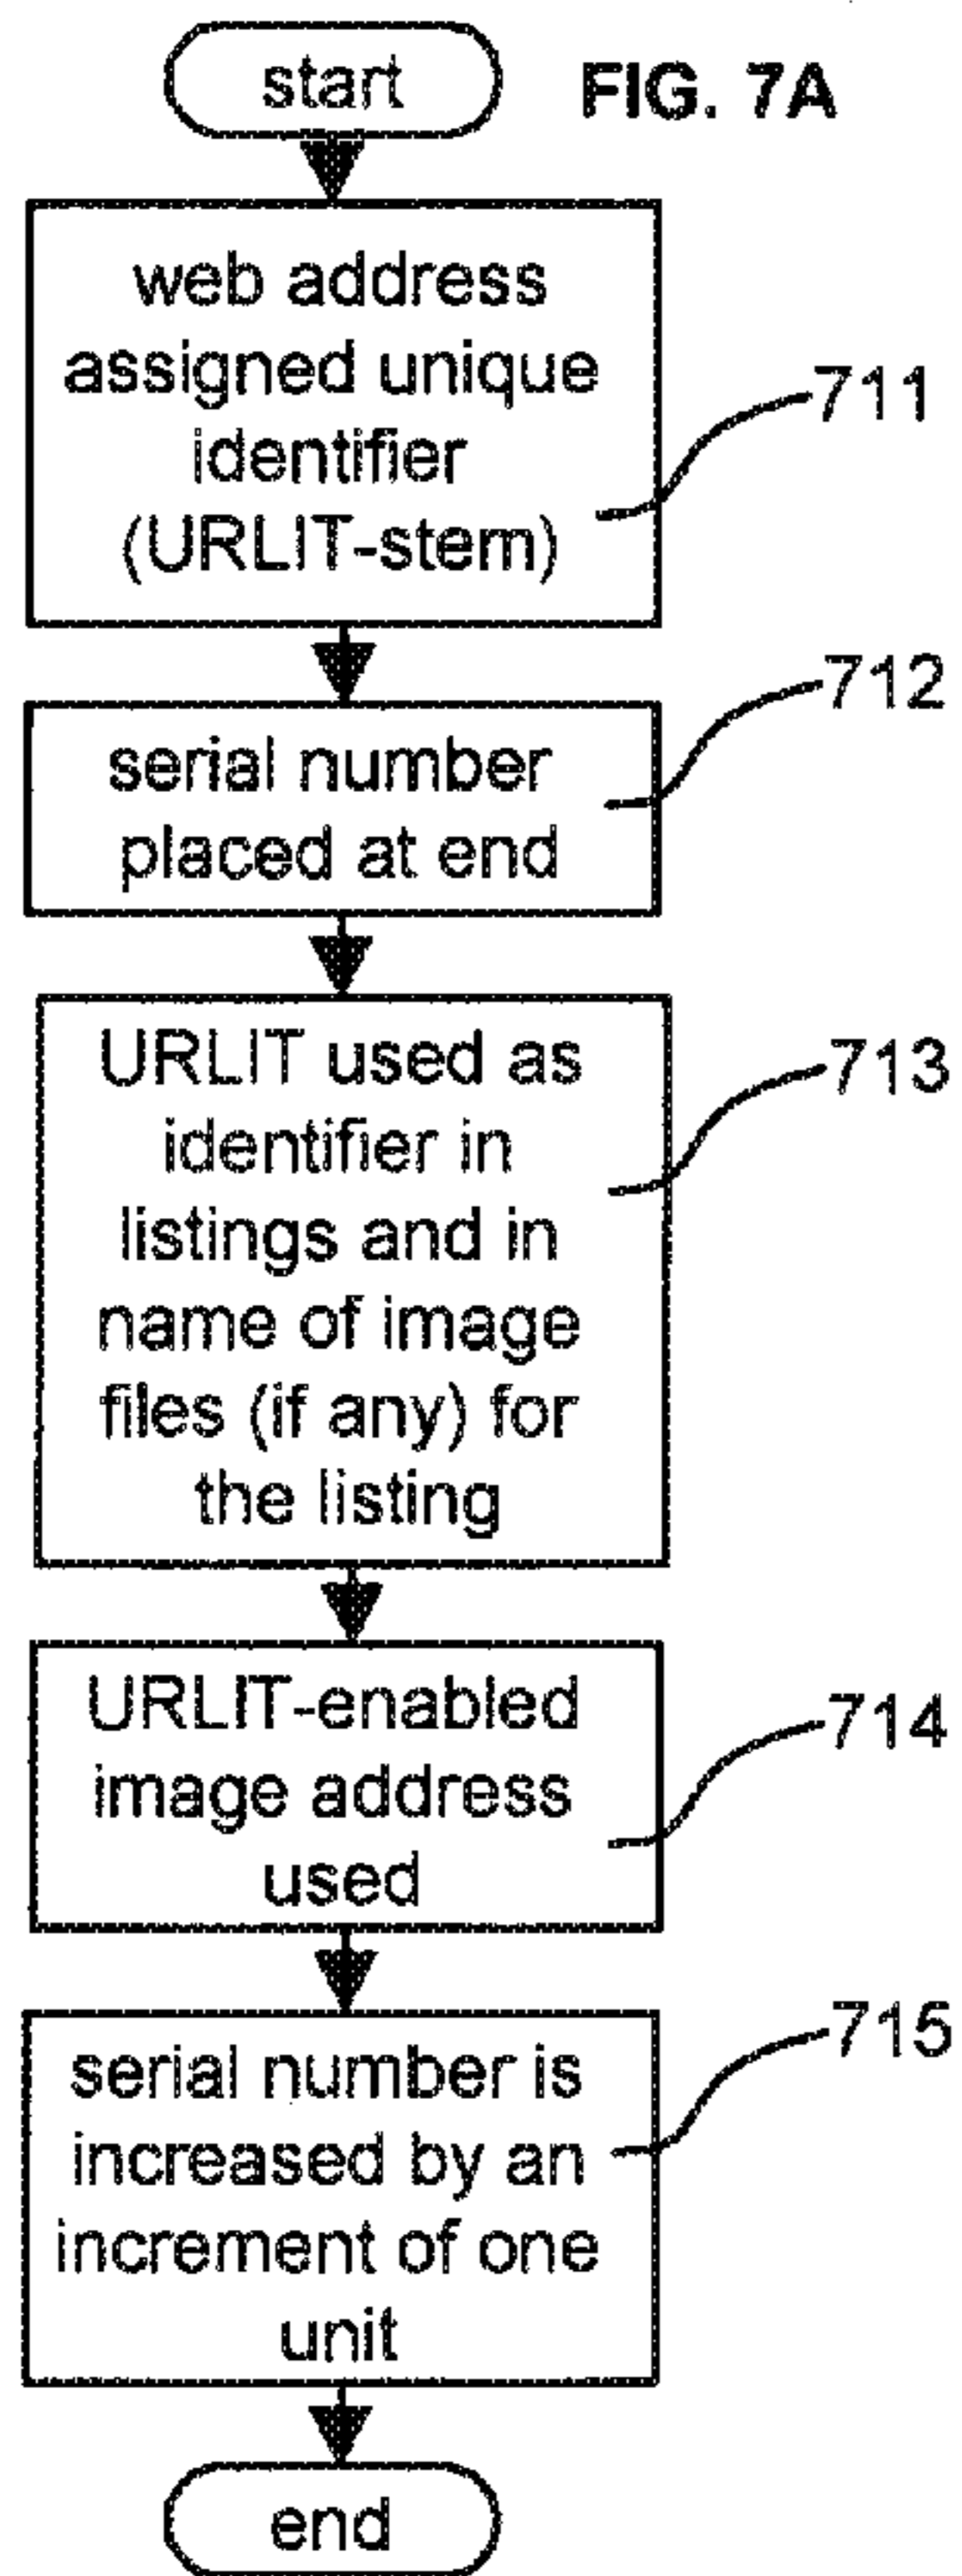 start
FIG. 7A
web address
assigned unique
identifier
(URLIT-stem)
711
serial number
placed at end
712
URLIT used as
identifier in
listings and in
name of image
files (if any) for
the listing
713
URLIT-enabled
image address
used
714
serial number is
increased by an
increment of one
unit
715
end